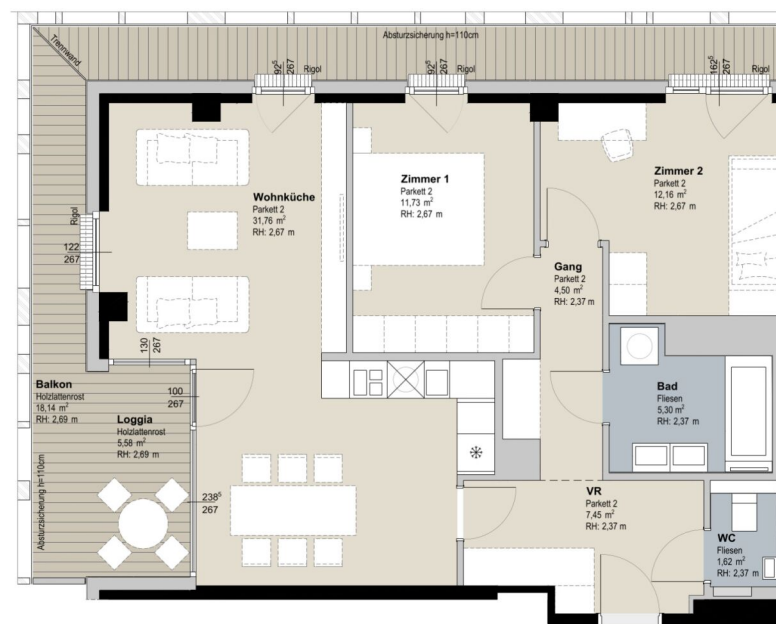 Absturzsicherung h=110cm
Trennwand
92⁵
267
Rigol
92⁵
267
Rigol
162⁵
267
Rigol
Wohnküche
Parkett 2
31,76 m²
RH: 2,67 m
Zimmer 1
Parkett 2
11,73 m²
RH: 2,67 m
Zimmer 2
Parkett 2
12,16 m²
RH: 2,67 m
Rigol
122
267
Gang
Parkett 2
4,50 m²
RH: 2,37 m
130
267
100
267
Balkon
Holzlattenrost
18,14 m²
RH: 2,69 m
Loggia
Holzlattenrost
5,58 m²
RH: 2,69 m
Bad
Fliesen
5,30 m²
RH: 2,37 m
Absturzsicherung h=110cm
238⁵
267
VR
Parkett 2
7,45 m²
RH: 2,37 m
WC
Fliesen
1,62 m²
RH: 2,37 m